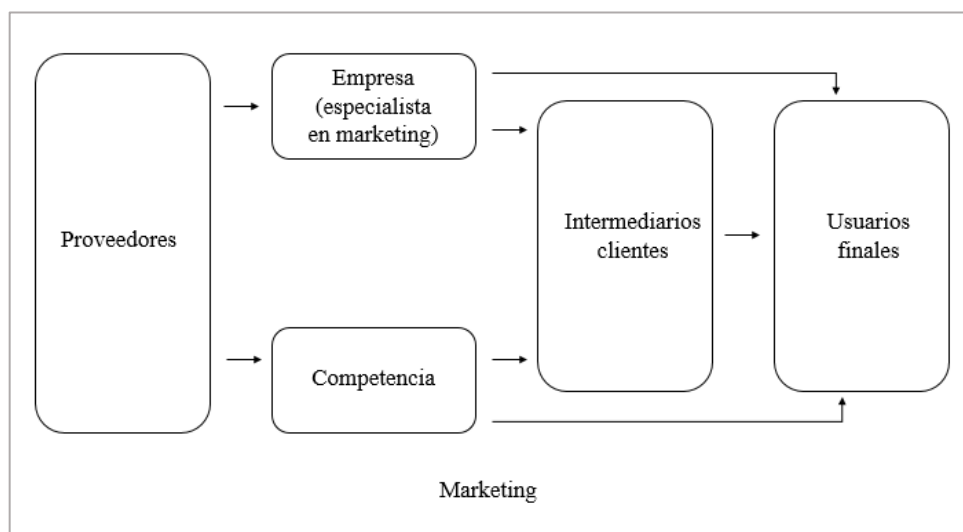 Empresa
(especialista
en marketing)
Proveedores
Intermediarios
clientes
Usuarios
finales
Competencia
Marketing